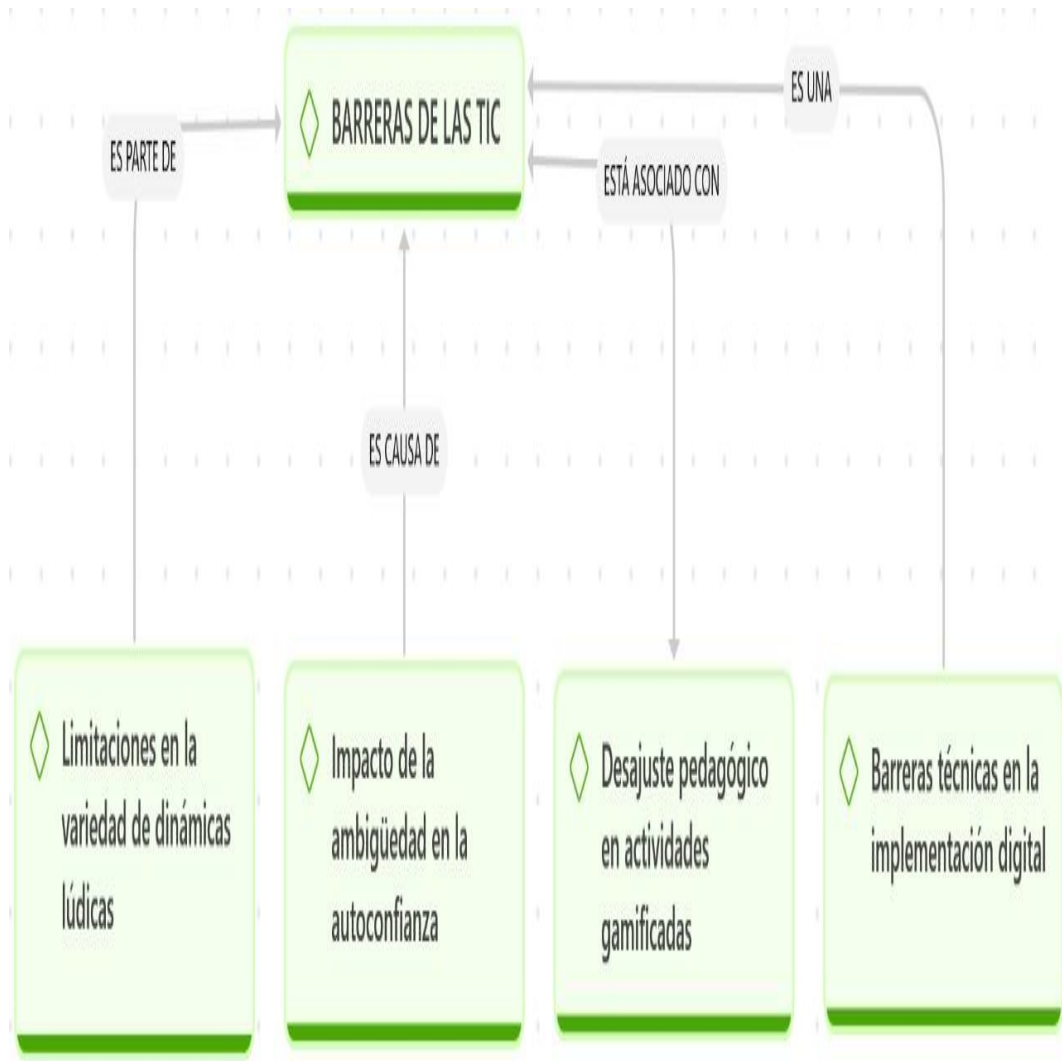 BARRERAS DE LAS TIC
ES UNA
ES PARTE DE
ESTÁ ASOCIADO CON
ES CAUSA DE
Limitaciones en la
variedad de dinámicas
lúdicas
Impacto de la
ambigüedad en la
autoconfianza
Desajuste pedagógico
en actividades
gamificadas
Barreras técnicas en la
implementación digital